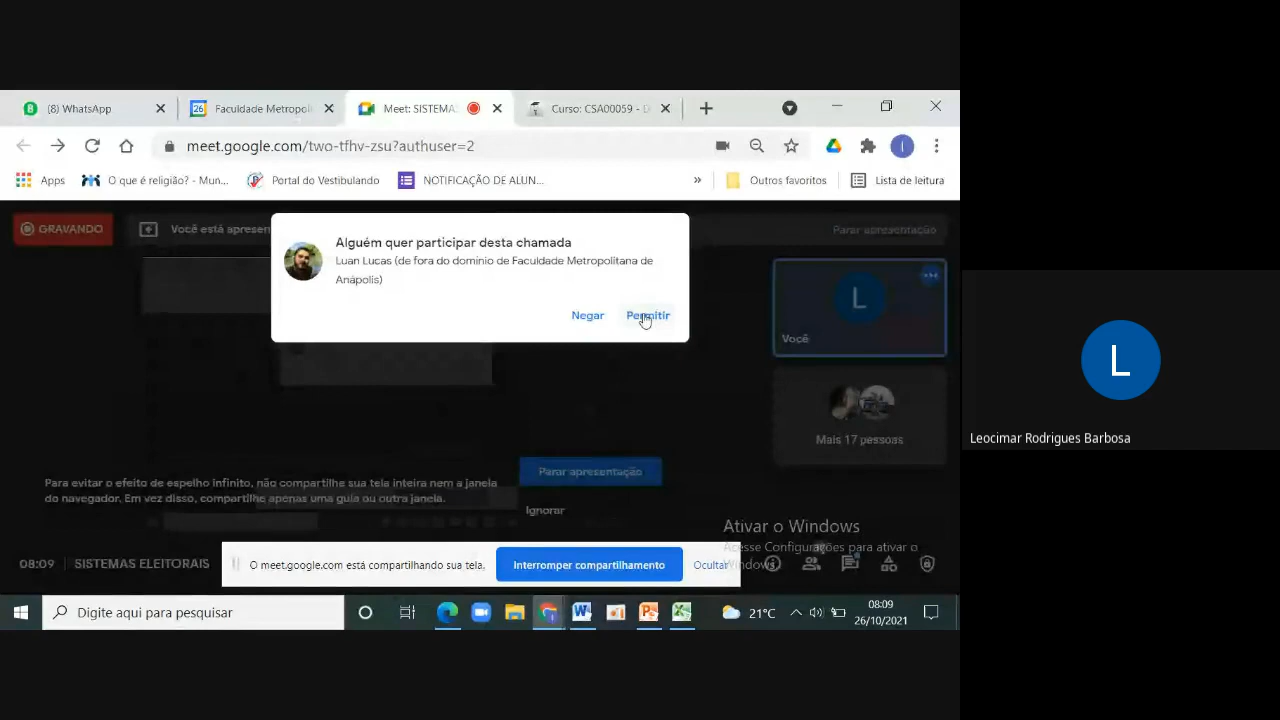 (8) WhatsApp
Faculdade Metropol
Meet: SISTEMA
Curso: CSA00059 - D
meet.google.com/two-tfhv-zsu?authuser=2
Apps
O que é religião? - Mun...
Portal do Vestibulando
NOTIFICAÇÃO DE ALUN...
»
Outros favoritos
Lista de leitura
GRAVANDO
Você está apresen
Parar apresentação
Alguém quer participar desta chamada
Luan Lucas (de fora do domínio de Faculdade Metropolitana de
Anápolis)
Negar
Permitir
L
Você
Mais 17 pessoas
L
Leocimar Rodrigues Barbosa
Para evitar o efeito de espelho infinito, não compartilhe sua tela inteira nem a janela
do navegador. Em vez disso, compartilhe apenas uma guia ou outra janela.
Parar apresentação
Ignorar
Ativar o Windows
Acesse Configurações para ativar o
Windows.
08:09
SISTEMAS ELEITORAIS
O meet.google.com está compartilhando sua tela.
Interromper compartilhamento
Ocultar
Digite aqui para pesquisar
21°C
08:09
26/10/2021